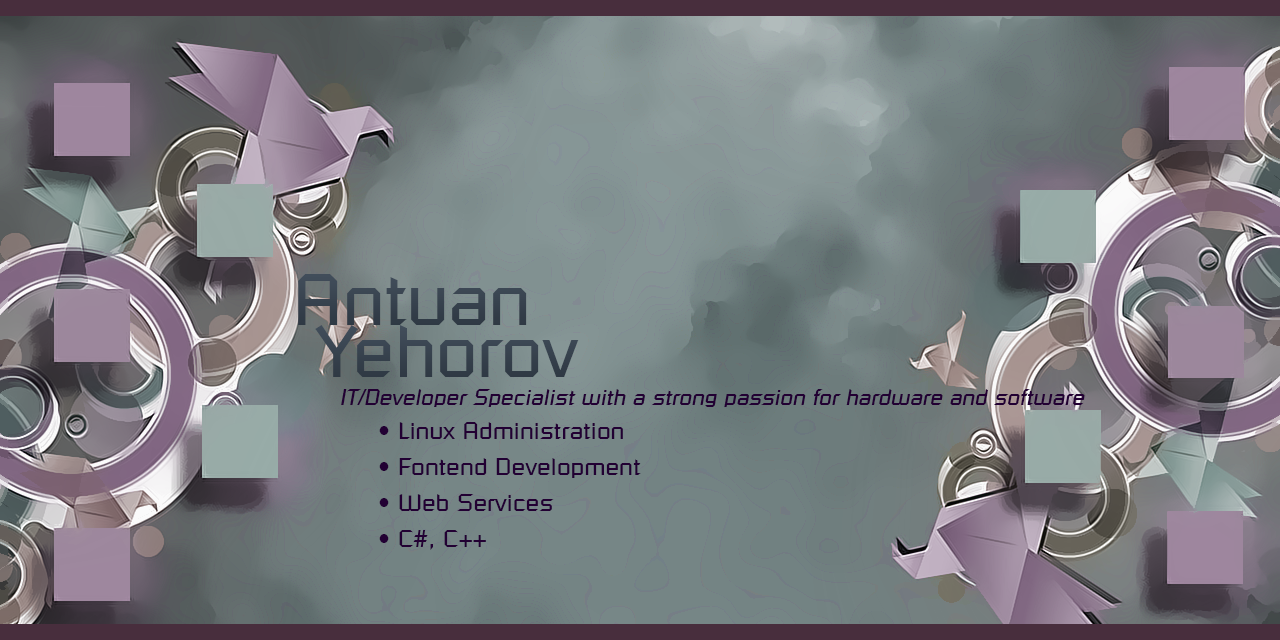 Antuan
Yehorov
IT/Developer Specialist with a strong passion for hardware and software
• Linux Administration
• Fontend Development
• Web Services
• C#, C++